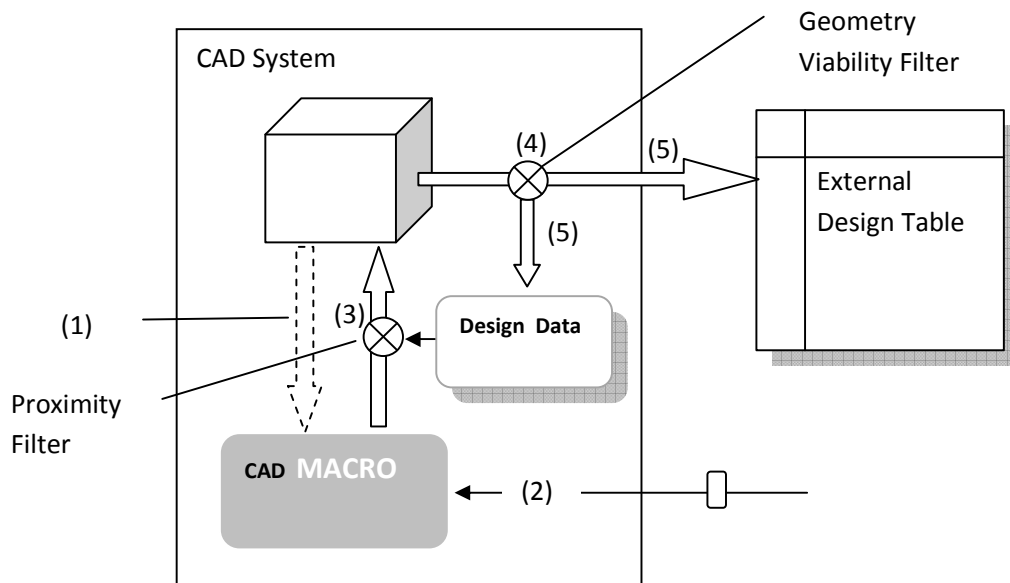 Geometry
Viability Filter
CAD System
(4)
(5)
External
Design Table
(5)
(1)
(3)
Design Data
Proximity
Filter
CAD MACRO
(2)